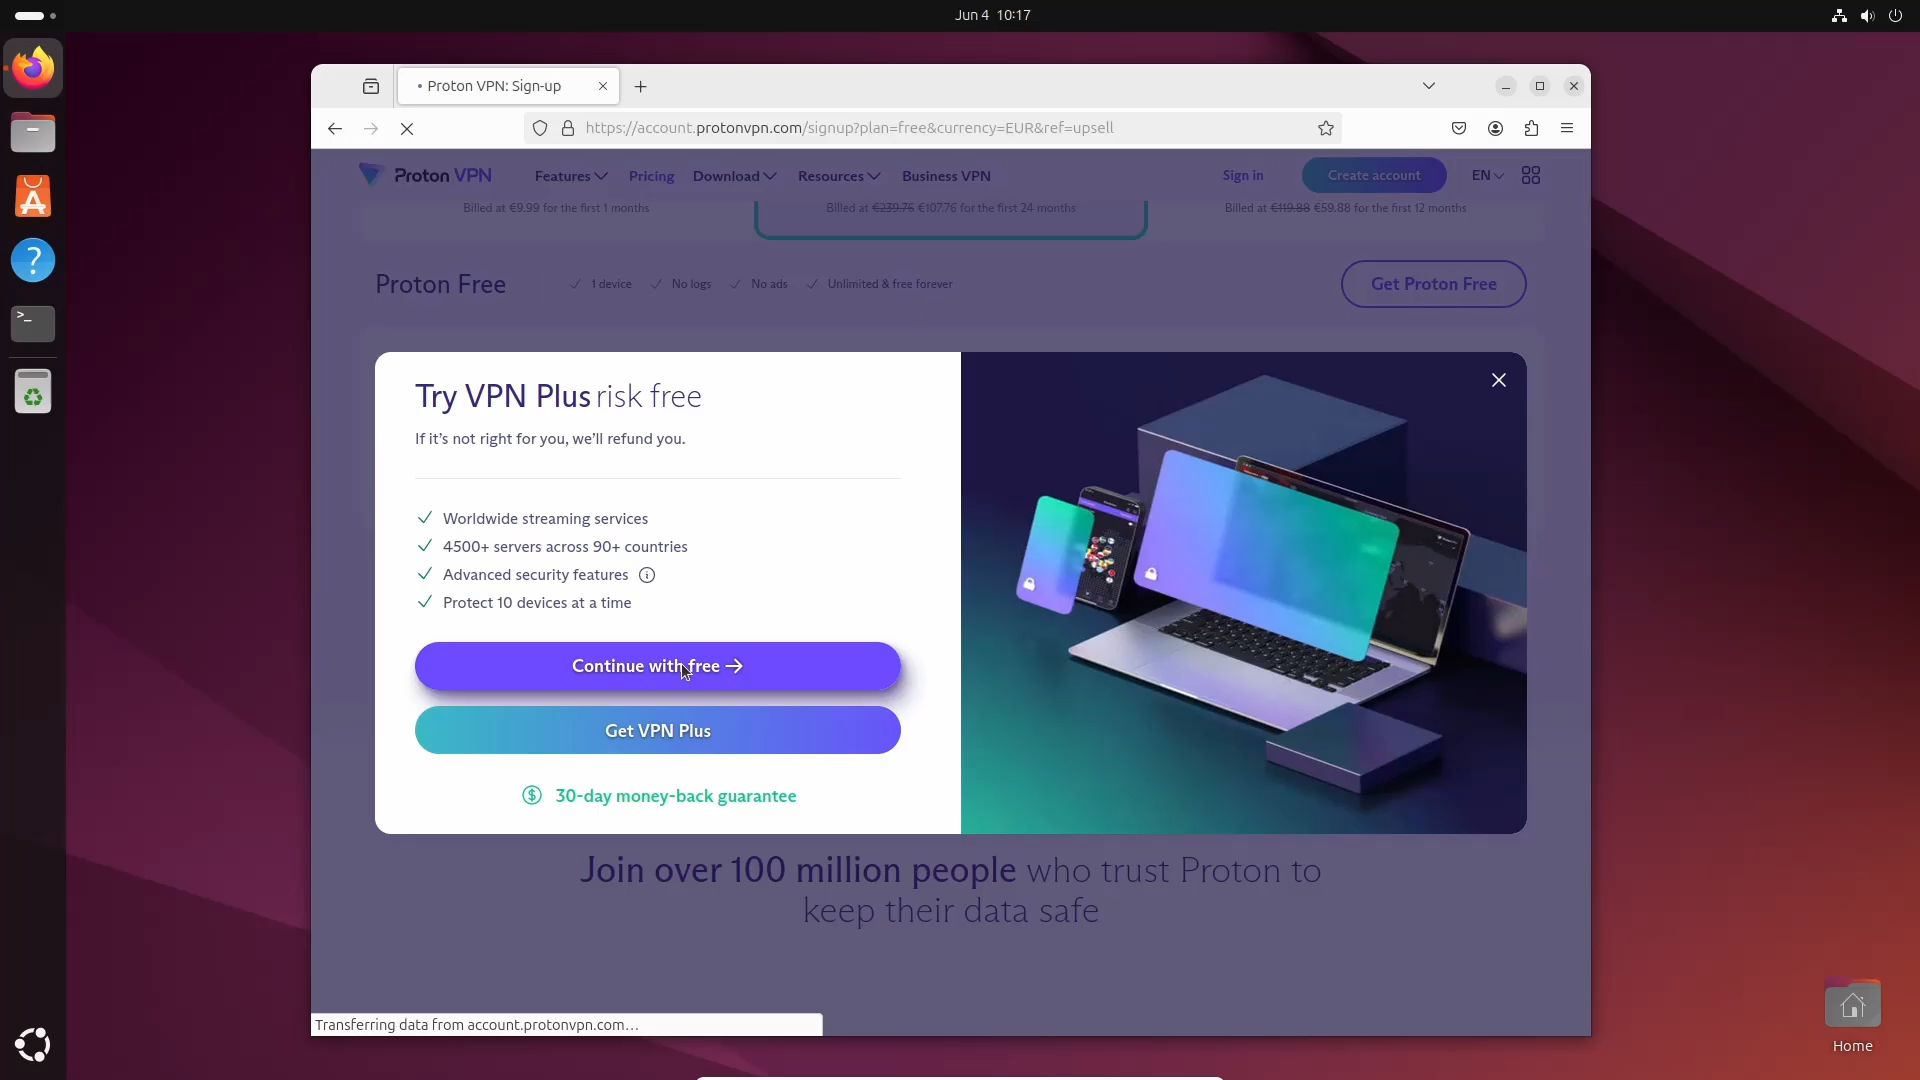 Jun 4 10:17
Proton VPN: Sign-up
https://account.protonvpn.com/signup?plan=free&currency=EUR&ref=upsell
Proton VPN
Features
Pricing
Download
Resources
Business VPN
Sign in
Create account
EN
Billed at €9.99 for the first 1 months
Billed at €239.76 €107.76 for the first 24 months
Billed at €119.88 €59.88 for the first 12 months
Proton Free
1 device
No logs
No ads
Unlimited & free forever
Get Proton Free
Try VPN Plus risk free
If it's not right for you, we'll refund you.
Worldwide streaming services
4500+ servers across 90+ countries
Advanced security features
Protect 10 devices at a time
Continue with free →
Get VPN Plus
30-day money-back guarantee
Join over 100 million people who trust Proton to
keep their data safe
Transferring data from account.protonvpn.com…
Home